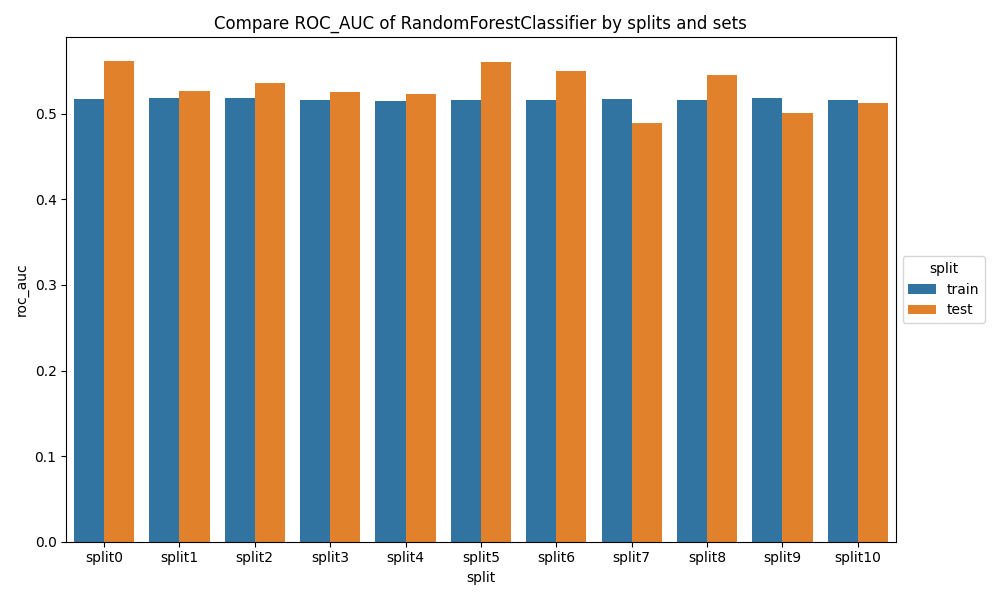 Compare ROC_AUC of RandomForestClassifier by splits and sets
roc_auc
0.5
0.4
0.3
0.2
0.1
0.0
split0 split1 split2 split3 split4 split5 split6 split7 split8 split9 split10
split
split
train
test